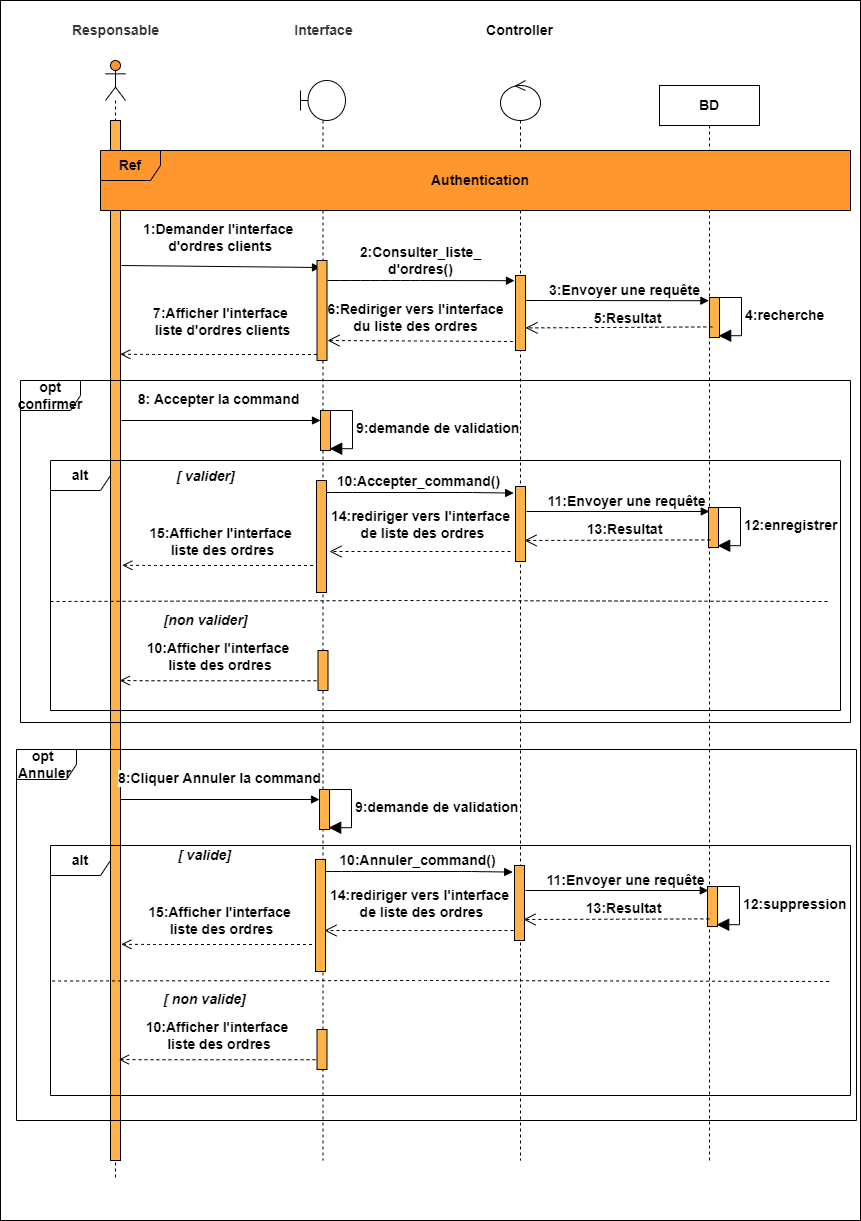 Responsable
Interface
Controller
BD
Ref
Authentication
1:Demander l'interface
d'ordres clients
2:Consulter_liste_
d'ordres()
3:Envoyer une requête
4:recherche
5:Resultat
6:Rediriger vers l'interface
du liste des ordres
7:Afficher l'interface
liste d'ordres clients
opt
confirmer
8: Accepter la command
9:demande de validation
alt
[ valider]
10:Accepter_command()
11:Envoyer une requête
12:enregistrer
13:Resultat
14:rediriger vers l'interface
de liste des ordres
15:Afficher l'interface
liste des ordres
[non valider]
10:Afficher l'interface
liste des ordres
opt
Annuler
8:Cliquer Annuler la command
9:demande de validation
alt
[ valide]
10:Annuler_command()
11:Envoyer une requête
12:suppression
13:Resultat
14:rediriger vers l'interface
de liste des ordres
15:Afficher l'interface
liste des ordres
[ non valide]
10:Afficher l'interface
liste des ordres